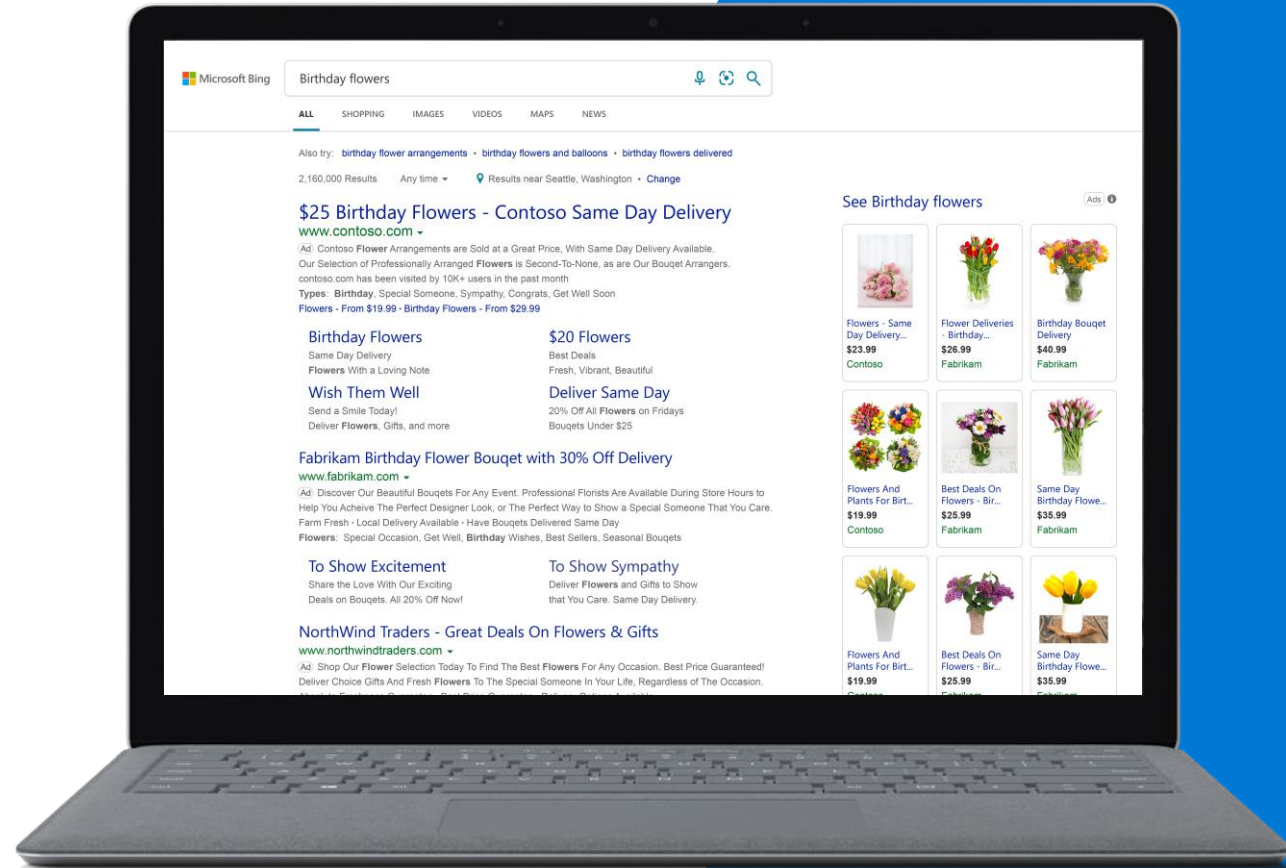 Microsoft Bing
Birthday flowers
ALL SHOPPING IMAGES VIDEOS MAPS NEWS
Also try: birthday flower arrangements • birthday flowers and balloons • birthday flowers delivered
2,160,000 Results Any time Results near Seattle, Washington • Change
$25 Birthday Flowers - Contoso Same Day Delivery
www.contoso.com
Ad Contoso Flower Arrangements are Sold at a Great Price, With Same Day Delivery Available.
Our Selection of Professionally Arranged Flowers is Second-To-None, as are Our Bouqet Arrangers.
contoso.com has been visited by 10K+ users in the past month
Types: Birthday, Special Someone, Sympathy, Congrats, Get Well Soon
Flowers - From $19.99 · Birthday Flowers - From $29.99
Birthday Flowers
Same Day Delivery
Flowers With a Loving Note
$20 Flowers
Best Deals
Fresh, Vibrant, Beautiful
Wish Them Well
Send a Smile Today!
Deliver Flowers, Gifts, and more
Deliver Same Day
20% Off All Flowers on Fridays
Bouqets Under $25
Fabrikam Birthday Flower Bouqet with 30% Off Delivery
www.fabrikam.com
Ad Discover Our Beautiful Bouqets For Any Event. Professional Florists Are Available During Store Hours to
Help You Acheive The Perfect Designer Look, or The Perfect Way to Show a Special Someone That You Care.
Farm Fresh · Local Delivery Available · Have Bouqets Delivered Same Day
Flowers: Special Occasion, Get Well, Birthday Wishes, Best Sellers, Seasonal Bouqets
To Show Excitement
Share the Love With Our Exciting
Deals on Bouqets. All 20% Off Now!
To Show Sympathy
Deliver Flowers and Gifts to Show
that You Care. Same Day Delivery.
NorthWind Traders - Great Deals On Flowers & Gifts
www.northwindtraders.com
Ad Shop Our Flower Selection Today To Find The Best Flowers For Any Occasion. Best Price Guaranteed!
Deliver Choice Gifts And Fresh Flowers To The Special Someone In Your Life, Regardless of The Occasion.
See Birthday flowers
Ads
Flowers - Same
Day Delivery...
$23.99
Contoso
Flower Deliveries
- Birthday...
$26.99
Fabrikam
Birthday Bouqet
Delivery
$40.99
Fabrikam
Flowers And
Plants For Birt...
$19.99
Contoso
Best Deals On
Flowers - Bir...
$25.99
Fabrikam
Same Day
Birthday Flowe...
$35.99
Fabrikam
Flowers And
Plants For Birt...
$19.99
Best Deals On
Flowers - Bir...
$25.99
Same Day
Birthday Flowe...
$35.99